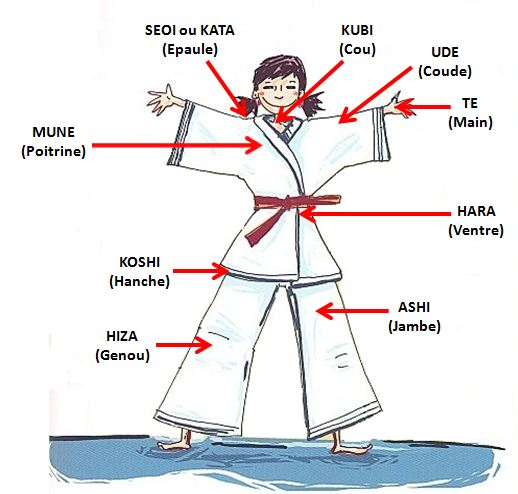 SEOI ou KATA
(Epaule)
KUBI
(Cou)
UDE
(Coude)
TE
(Main)
MUNE
(Poitrine)
HARA
(Ventre)
KOSHI
(Hanche)
ASHI
(Jambe)
HIZA
(Genou)